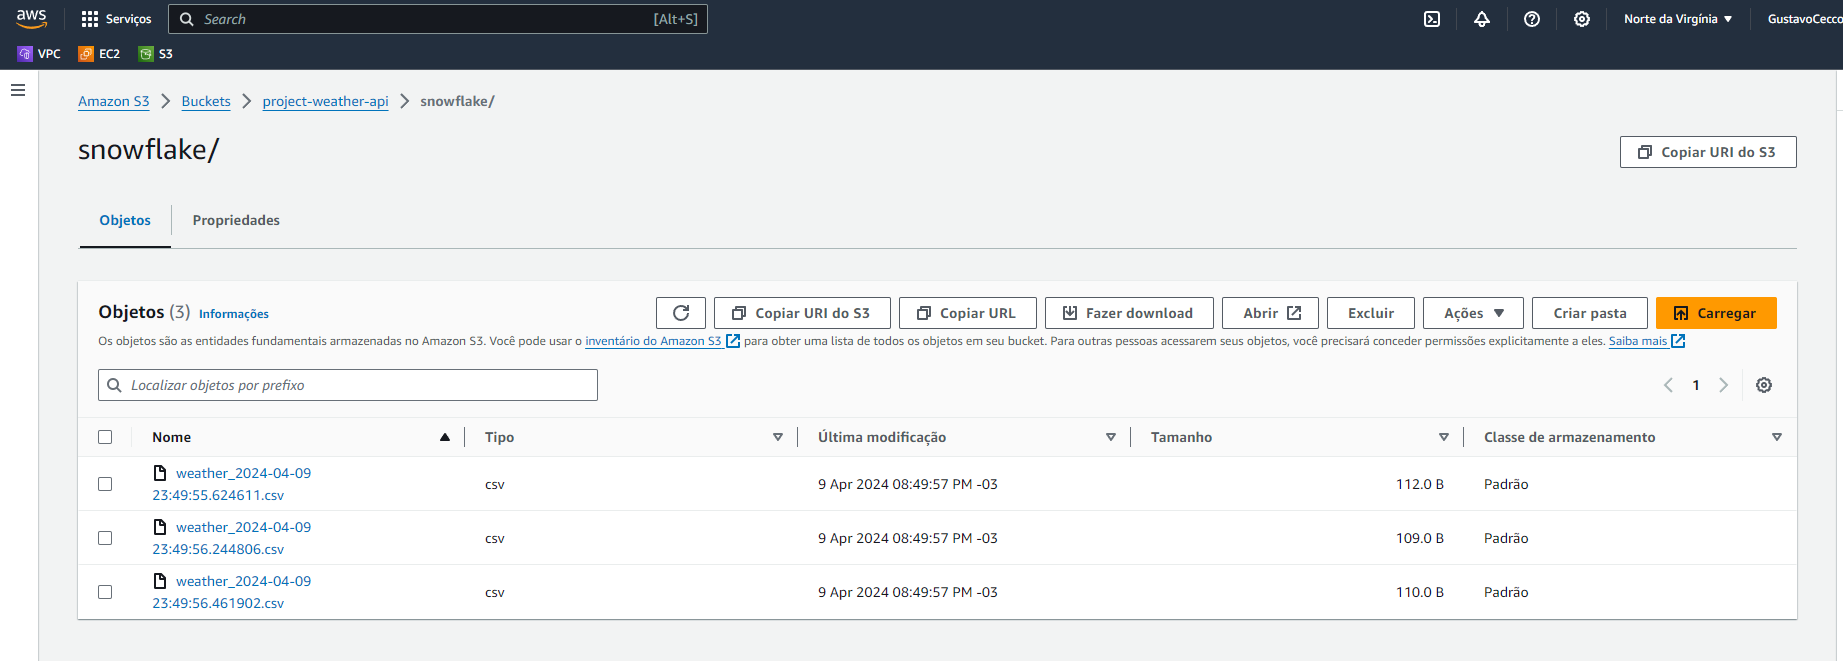 aws
Serviços
Search
[Alt+S]
Norte da Virgínia
GustavoCecco
VPC
EC2
S3
Amazon S3
Buckets
project-weather-api
snowflake/
snowflake/
Copiar URI do S3
Objetos
Propriedades
Objetos (3)
Informações
Copiar URI do S3
Copiar URL
Fazer download
Abrir
Excluir
Ações
Criar pasta
Carregar
Os objetos são as entidades fundamentais armazenadas no Amazon S3. Você pode usar o inventário do Amazon S3 para obter uma lista de todos os objetos em seu bucket. Para outras pessoas acessarem seus objetos, você precisará conceder permissões explicitamente a eles. Saiba mais
Localizar objetos por prefixo
1
Nome
Tipo
Última modificação
Tamanho
Classe de armazenamento
weather_2024-04-09
23:49:55.624611.csv
csv
9 Apr 2024 08:49:57 PM -03
112.0 B
Padrão
weather_2024-04-09
23:49:56.244806.csv
csv
9 Apr 2024 08:49:57 PM -03
109.0 B
Padrão
weather_2024-04-09
23:49:56.461902.csv
csv
9 Apr 2024 08:49:57 PM -03
110.0 B
Padrão